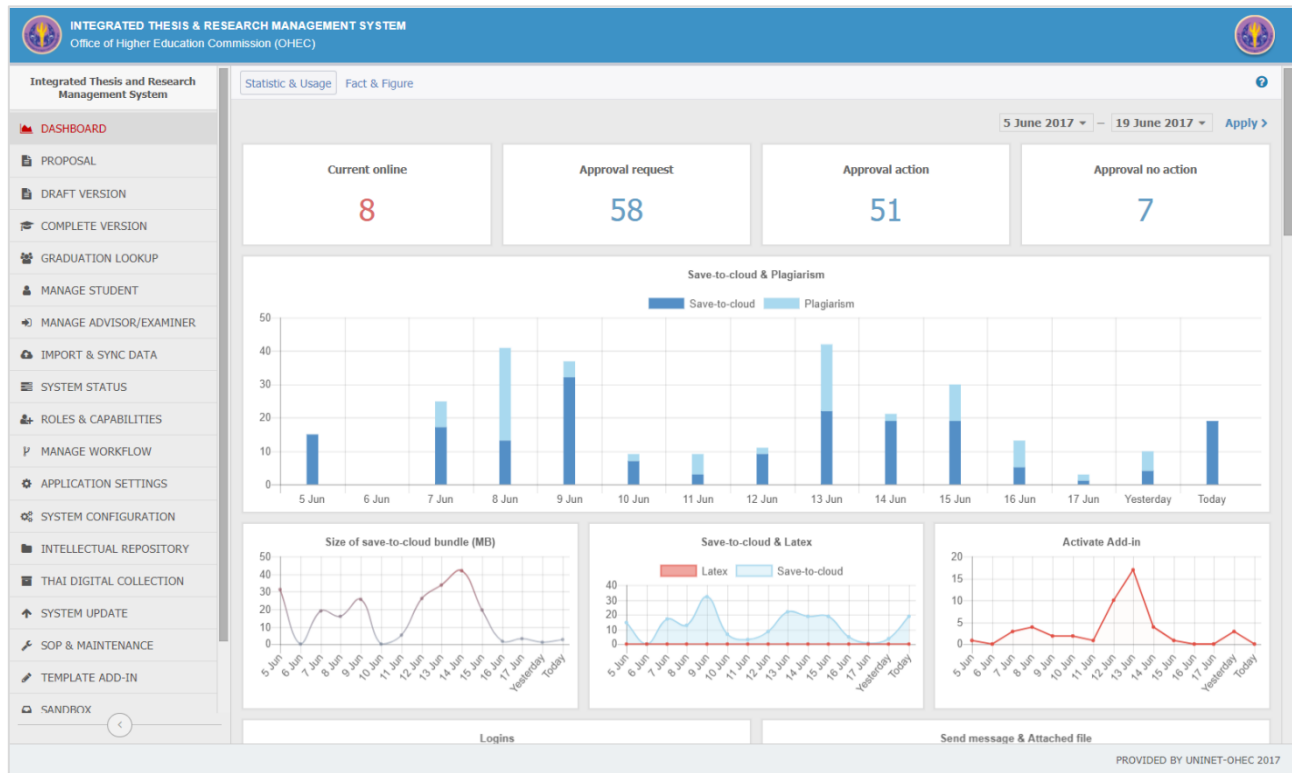 INTEGRATED THESIS & RESEARCH MANAGEMENT SYSTEM
Office of Higher Education Commission (OHEC)
Integrated Thesis and Research
Management System
DASHBOARD
PROPOSAL
DRAFT VERSION
COMPLETE VERSION
GRADUATION LOOKUP
MANAGE STUDENT
MANAGE ADVISOR/EXAMINER
IMPORT & SYNC DATA
SYSTEM STATUS
ROLES & CAPABILITIES
MANAGE WORKFLOW
APPLICATION SETTINGS
SYSTEM CONFIGURATION
INTELLECTUAL REPOSITORY
THAI DIGITAL COLLECTION
SYSTEM UPDATE
SOP & MAINTENANCE
TEMPLATE ADD-IN
SANDBOX
Statistic & Usage Fact & Figure ?
5 June 2017 – 19 June 2017 Apply
Current online Approval request Approval action Approval no action
8 58 51 7
Save-to-cloud & Plagiarism
Save-to-cloud Plagiarism
50
40
30
20
10
0
5 Jun 6 Jun 7 Jun 8 Jun 9 Jun 10 Jun 11 Jun 12 Jun 13 Jun 14 Jun 15 Jun 16 Jun 17 Jun Yesterday Today
Size of save-to-cloud bundle (MB)
50
40
30
20
10
0
5 Jun 6 Jun 7 Jun 8 Jun 9 Jun 10 Jun 11 Jun 12 Jun 13 Jun 14 Jun 15 Jun 16 Jun 17 Jun Yesterday Today
Save-to-cloud & Latex
Latex Save-to-cloud
40
30
20
10
0
5 Jun 6 Jun 7 Jun 8 Jun 9 Jun 10 Jun 11 Jun 12 Jun 13 Jun 14 Jun 15 Jun 16 Jun 17 Jun Yesterday Today
Activate Add-in
20
15
10
5
0
5 Jun 6 Jun 7 Jun 8 Jun 9 Jun 10 Jun 11 Jun 12 Jun 13 Jun 14 Jun 15 Jun 16 Jun 17 Jun Yesterday Today
Logins Send message & Attached file
PROVIDED BY UNINET-OHEC 2017